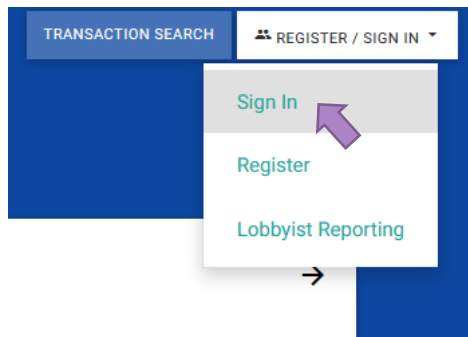 TRANSACTION SEARCH
REGISTER / SIGN IN
Sign In
Register
Lobbyist Reporting